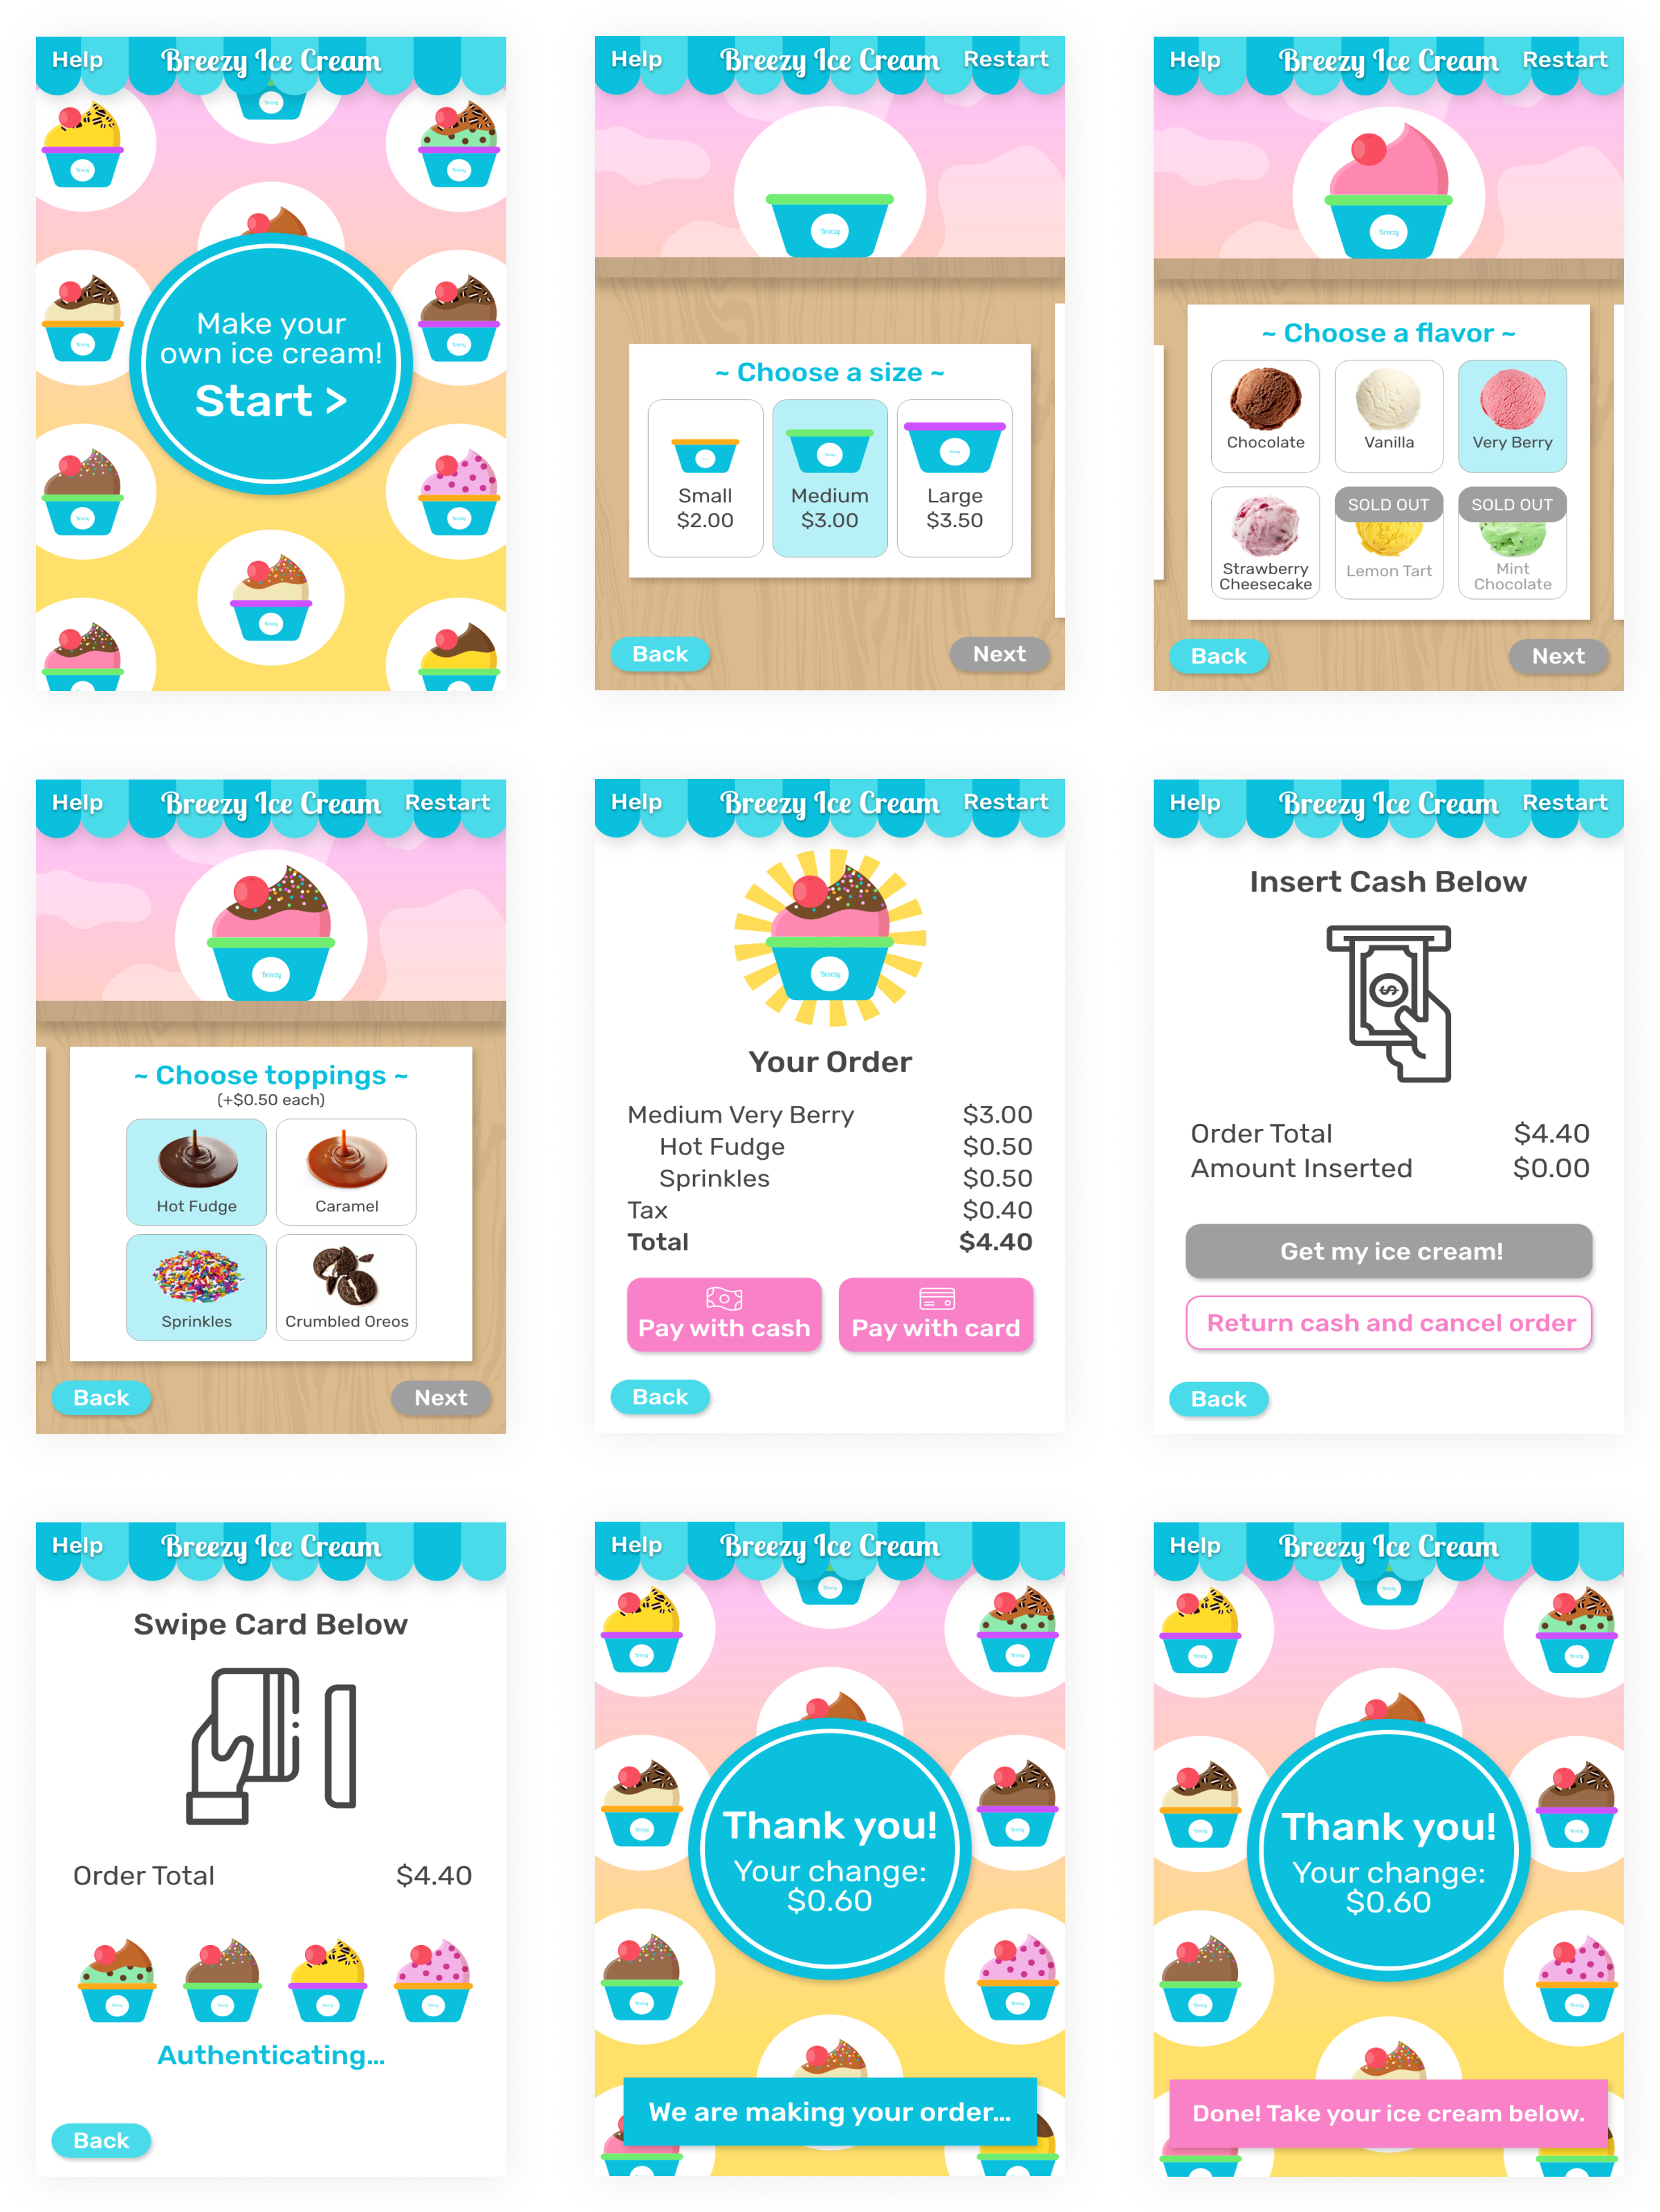 Help Breezy Ice Cream
Make your
own ice cream!
Start >
Help Breezy Ice Cream Restart
Breezy
~ Choose a size ~
Small Medium Large
$2.00 $3.00 $3.50
Back Next
Help Breezy Ice Cream Restart
Breezy
~ Choose a flavor ~
Chocolate Vanilla Very Berry
SOLD OUT SOLD OUT
Strawberry
Cheesecake
Lemon Tart
Mint
Chocolate
Back Next
Help Breezy Ice Cream Restart
Breezy
~ Choose toppings ~
(+$0.50 each)
Hot Fudge Caramel
Sprinkles Crumbled Oreos
Back Next
Help Breezy Ice Cream Restart
Breezy
Your Order
Medium Very Berry $3.00
Hot Fudge $0.50
Sprinkles $0.50
Tax $0.40
Total $4.40
Pay with cash Pay with card
Back
Help Breezy Ice Cream Restart
Insert Cash Below
$
Order Total $4.40
Amount Inserted $0.00
Get my ice cream!
Return cash and cancel order
Back
Help Breezy Ice Cream
Swipe Card Below
Order Total $4.40
Authenticating...
Back
Help Breezy Ice Cream
Thank you!
Your change:
$0.60
We are making your order...
Help Breezy Ice Cream
Thank you!
Your change:
$0.60
Done! Take your ice cream below.